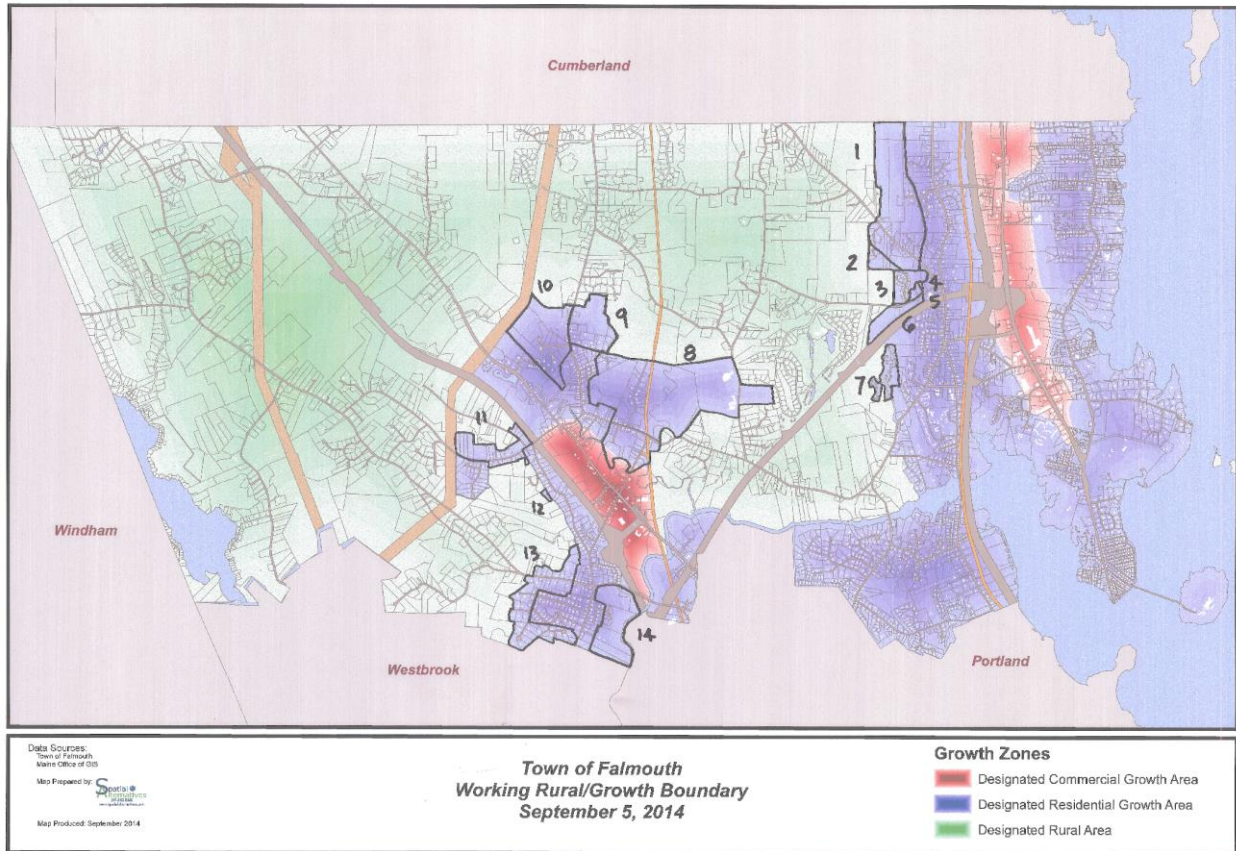 Cumberland
1
2
3
4
5
6
7
8
9
10
11
12
13
14
Windham
Westbrook
Portland
Data Sources:
Town of Falmouth
Maine Office of GIS
Map Prepared by:
Spatial
Alternatives
Map Produced: September 2014
Town of Falmouth
Working Rural/Growth Boundary
September 5, 2014
Growth Zones
Designated Commercial Growth Area
Designated Residential Growth Area
Designated Rural Area